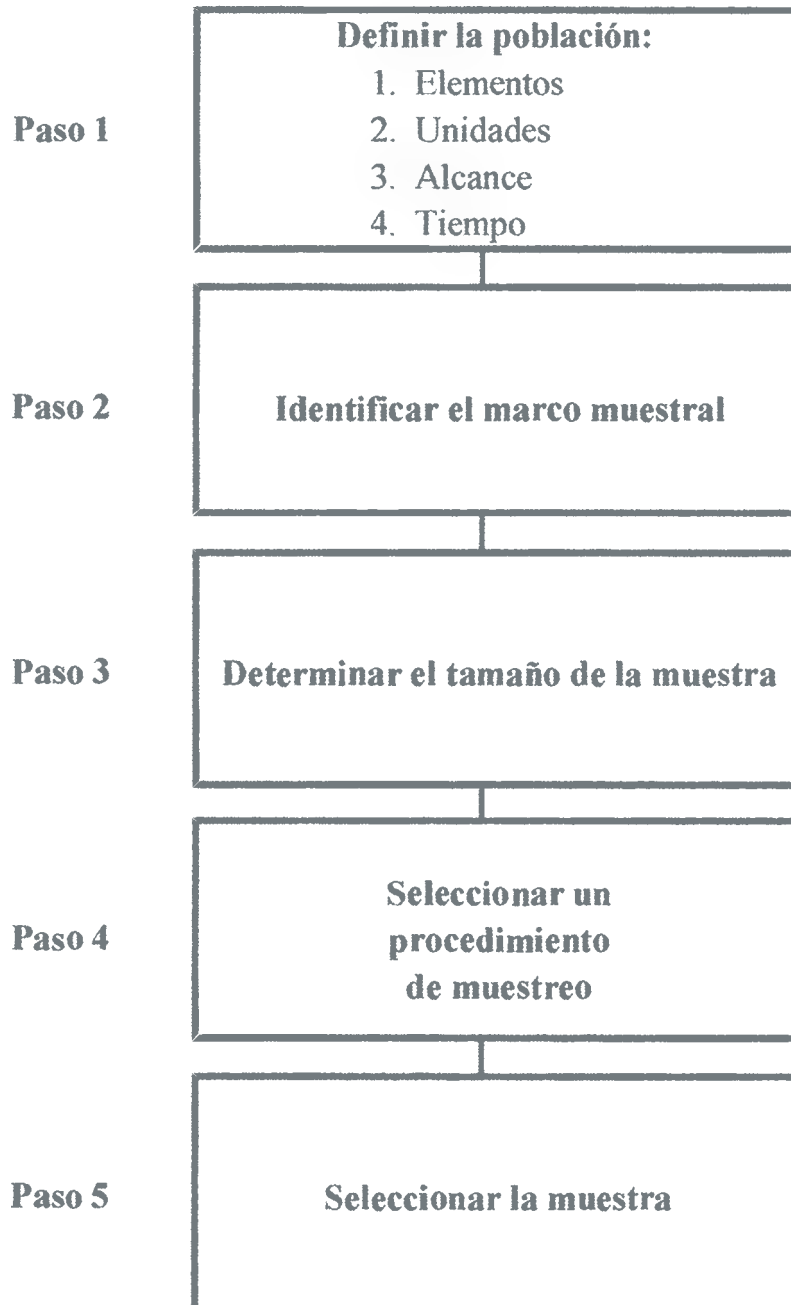 Definir la población:
1. Elementos
Paso 1
2. Unidades
3. Alcance
4. Tiempo
Paso 2
Identificar el marco muestral
Paso 3
Determinar el tamaño de la muestra
Seleccionar un
Paso 4
procedimiento
de muestreo
Paso 5
Seleccionar la muestra